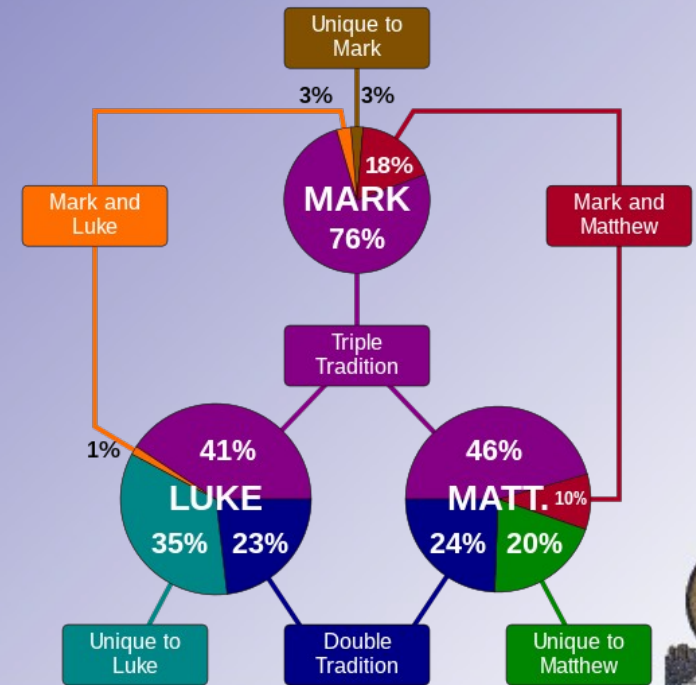 Unique to
Mark
3%
3%
18%
MARK
76%
Mark and
Luke
Mark and
Matthew
Triple
Tradition
1%
41%
LUKE
35%
23%
46%
MATT.
10%
24%
20%
Unique to
Luke
Double
Tradition
Unique to
Matthew